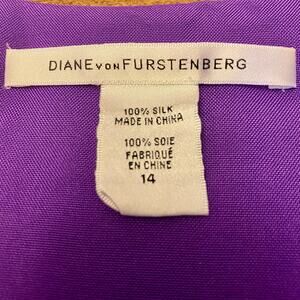 DIANE VON FURSTENBERG
100% SILK
MADE IN CHINA
100% SOIE
FABRIQUÉ
EN CHINE
14